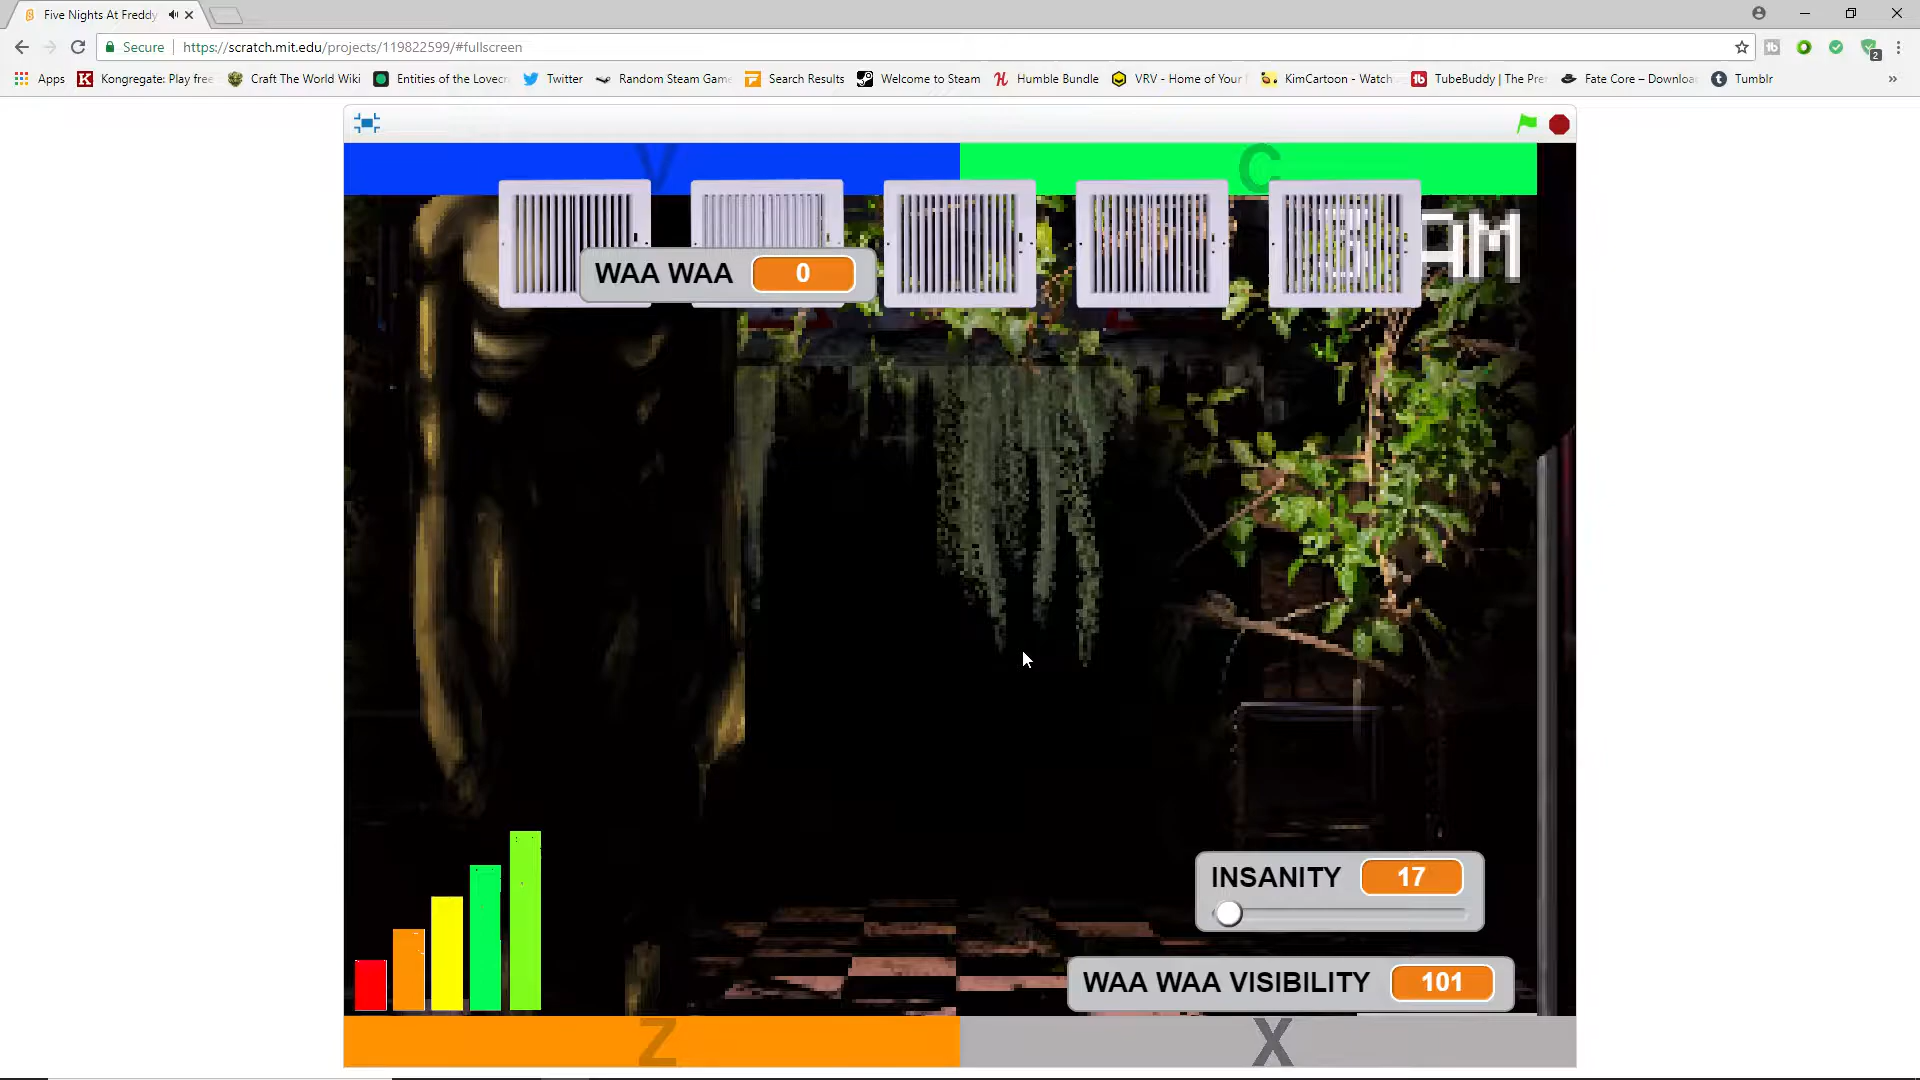 Five Nights At Freddy
Secure
https://scratch.mit.edu/projects/119822599/#fullscreen
2
Apps
Kongregate: Play free
Craft The World Wiki
Entities of the Lovecr
Twitter
Random Steam Gam
Search Results
Welcome to Steam
Humble Bundle
VRV - Home of Your
KimCartoon - Watch
TubeBuddy | The Pre
Fate Core – Downloa
Tumblr
V
C
AM
WAA WAA 0
INSANITY 17
WAA WAA VISIBILITY 101
Z
X